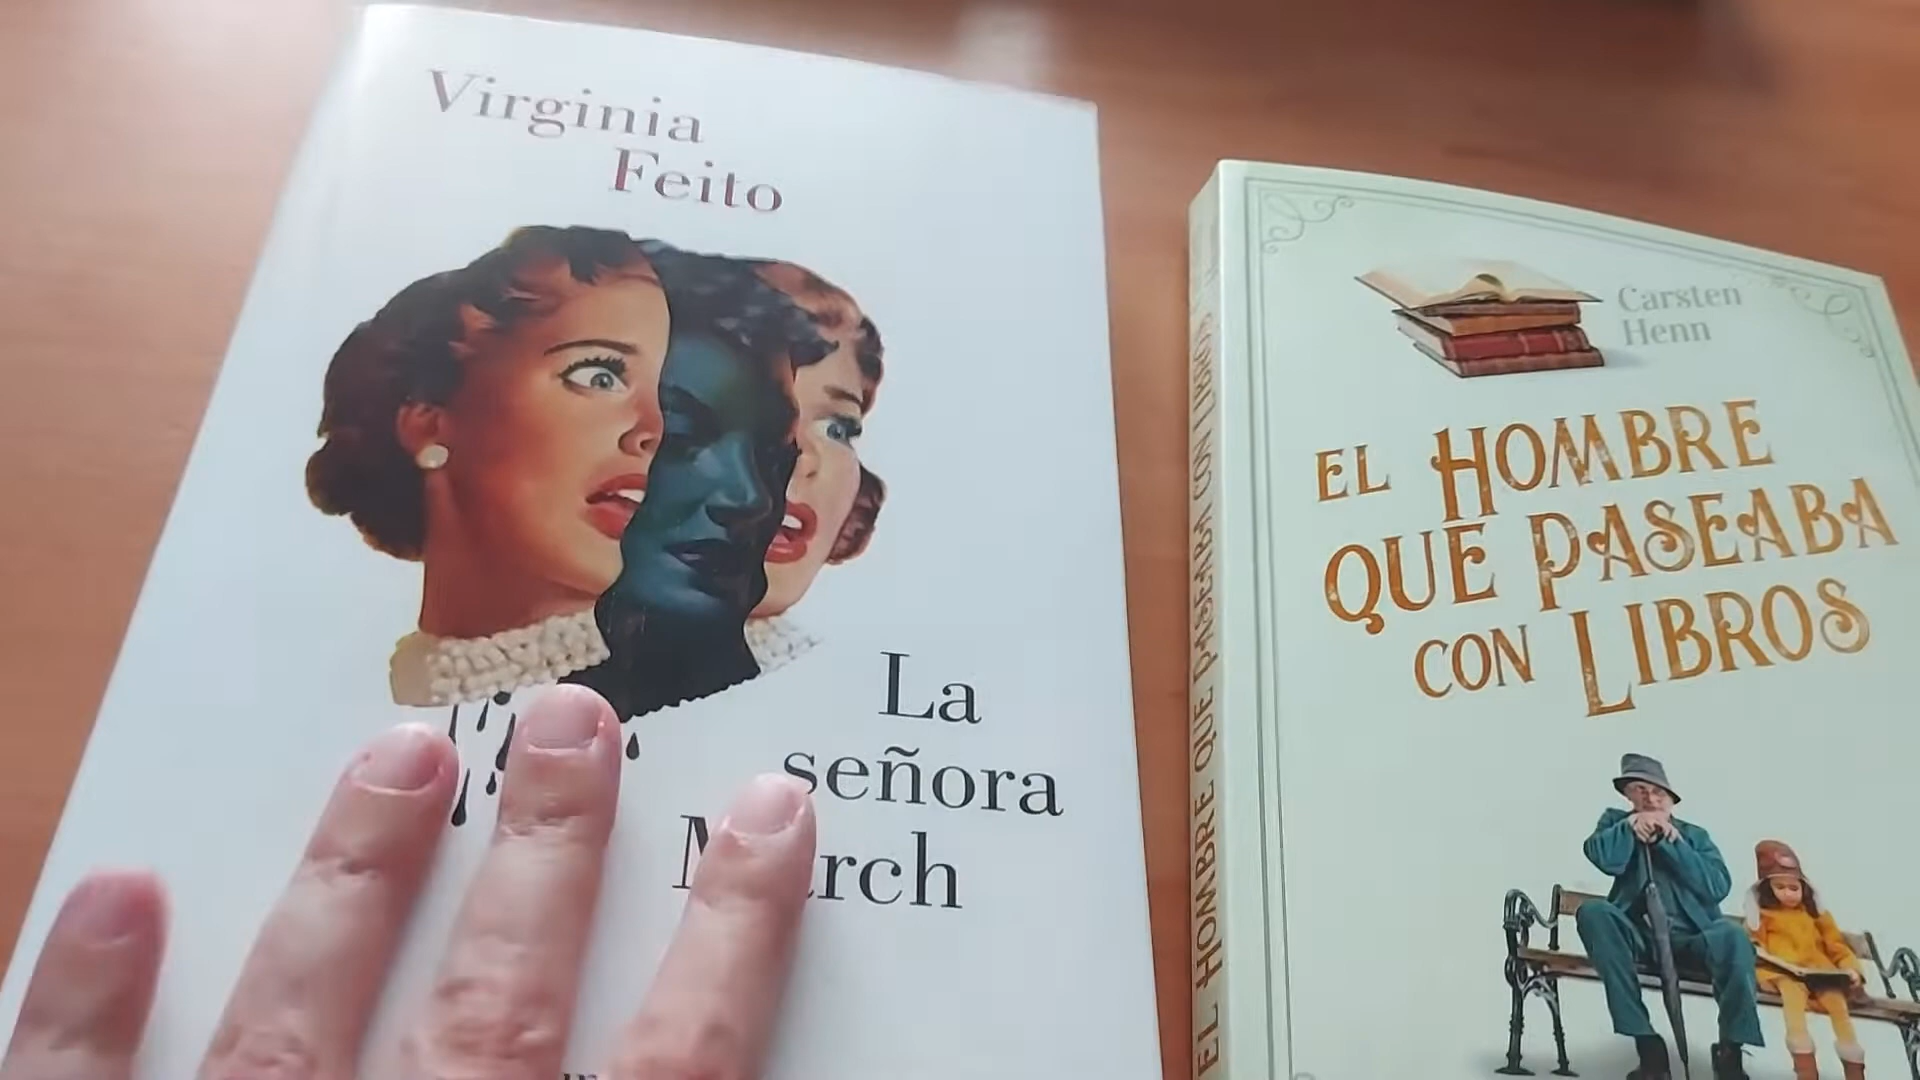 Virginia
Feito
La
señora
March
Carsten
Henn
EL HOMBRE
QUE PASEABA
CON LIBROS
EL HOMBRE QUE PASEABA CON LIBROS